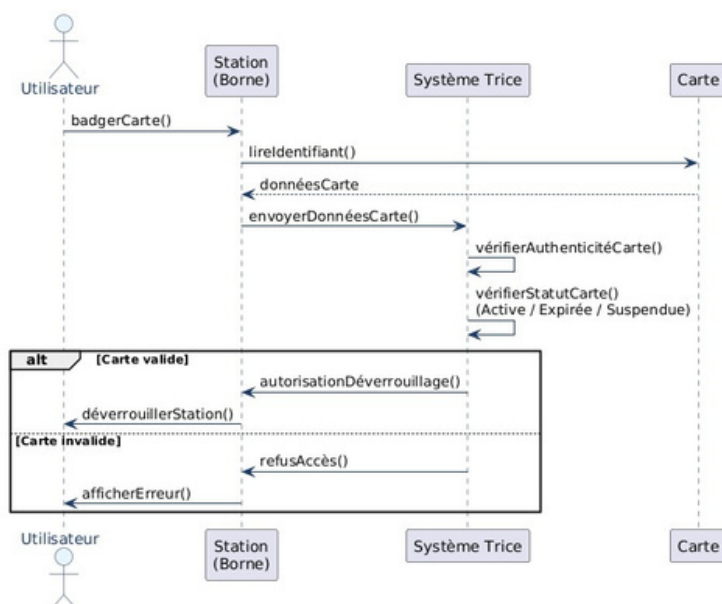 Utilisateur
Station
(Borne)
Système Trice
Carte
badgerCarte()
lireIdentifiant()
donnéesCarte
envoyerDonnéesCarte()
vérifierAuthenticitéCarte()
vérifierStatutCarte()
(Active / Expirée / Suspendue)
alt [Carte valide]
autorisationDéverrouillage()
déverrouillerStation()
[Carte invalide]
refusAccès()
afficherErreur()
Utilisateur
Station
(Borne)
Système Trice
Carte